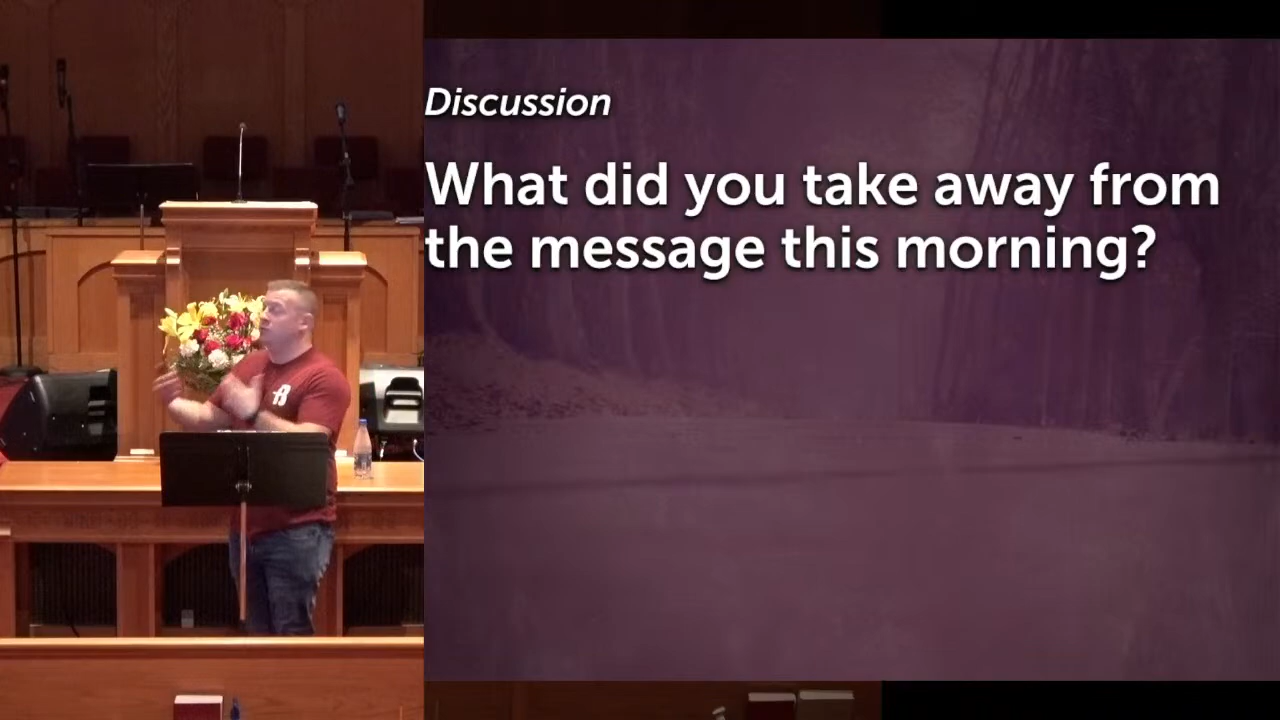 Discussion
What did you take away from
the message this morning?
R